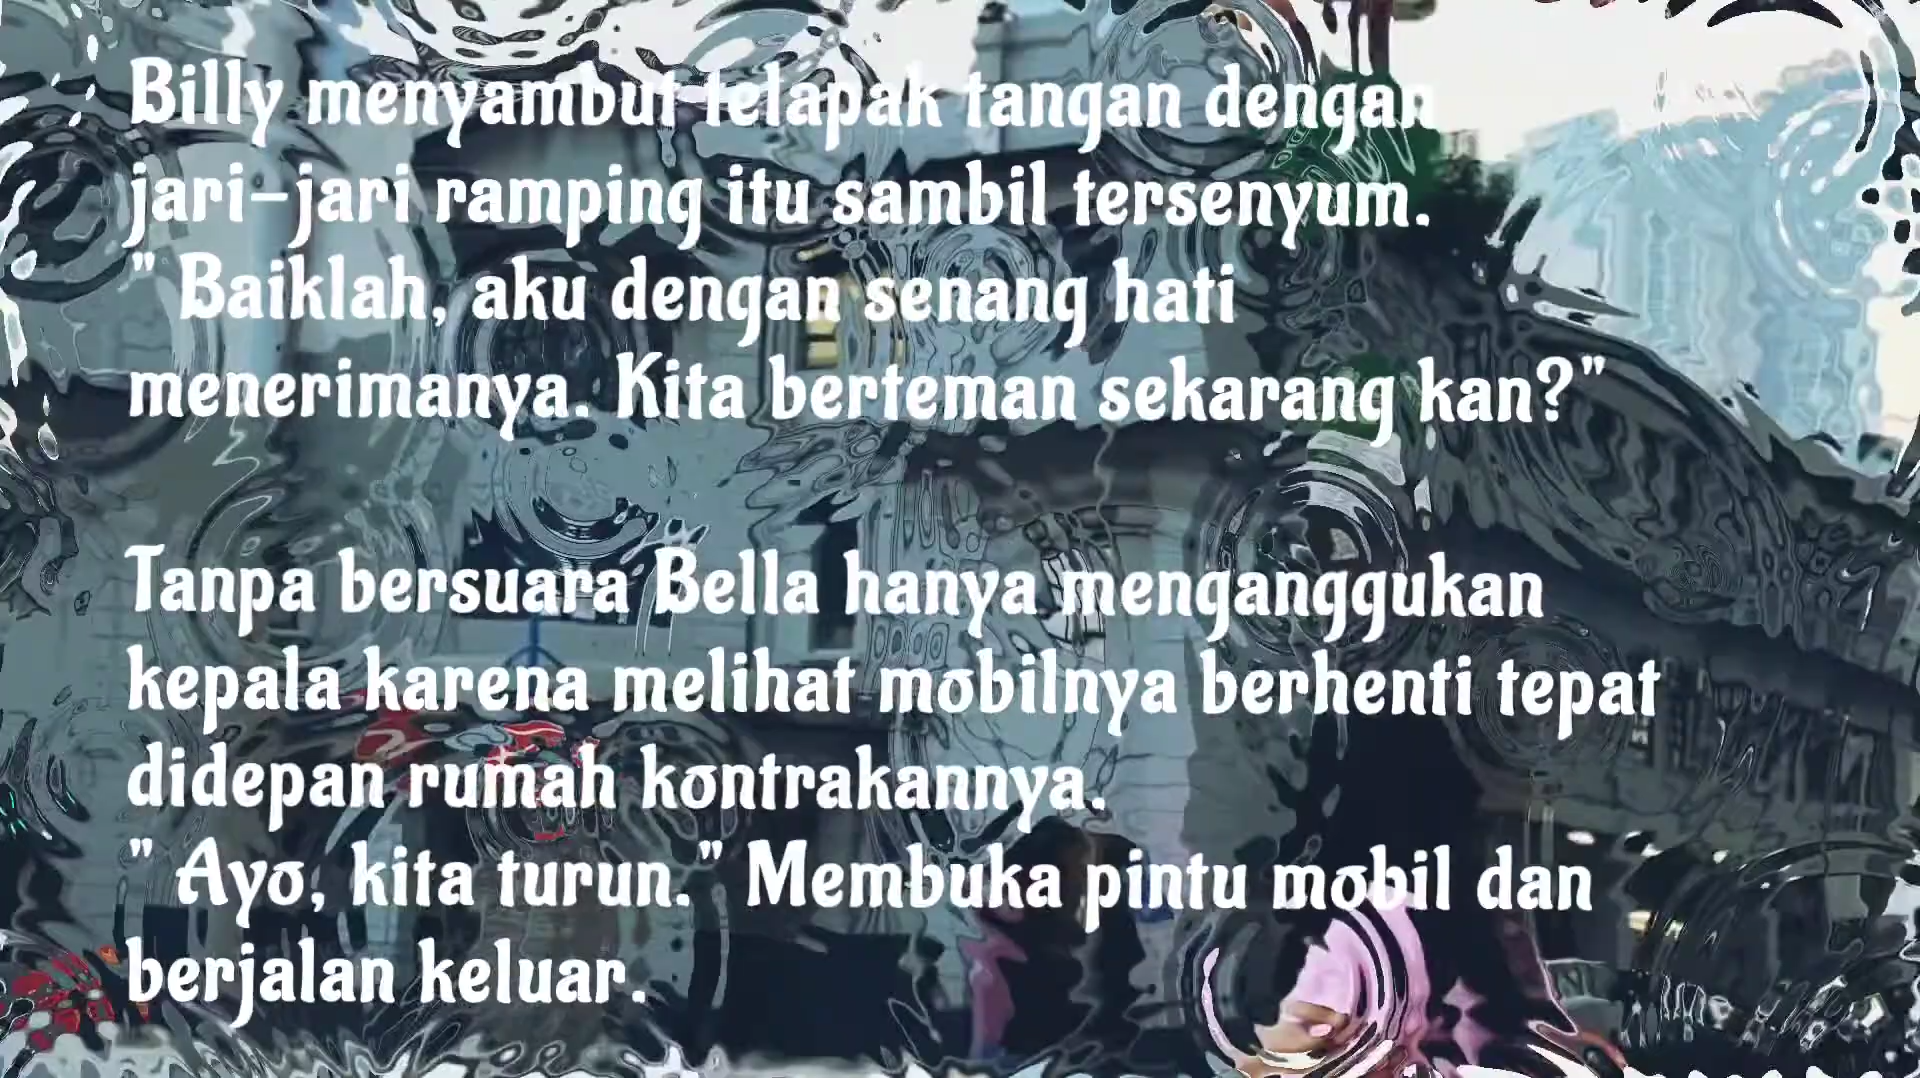 Billy menyambut telapak tangan dengan
jari-jari ramping itu sambil tersenyum.
" Baiklah, aku dengan senang hati
menerimanya. Kita berteman sekarang kan?"
Tanpa bersuara Bella hanya menganggukan
kepala karena melihat mobilnya berhenti tepat
didepan rumah kontrakannya.
" Ayo, kita turun." Membuka pintu mobil dan
berjalan keluar.